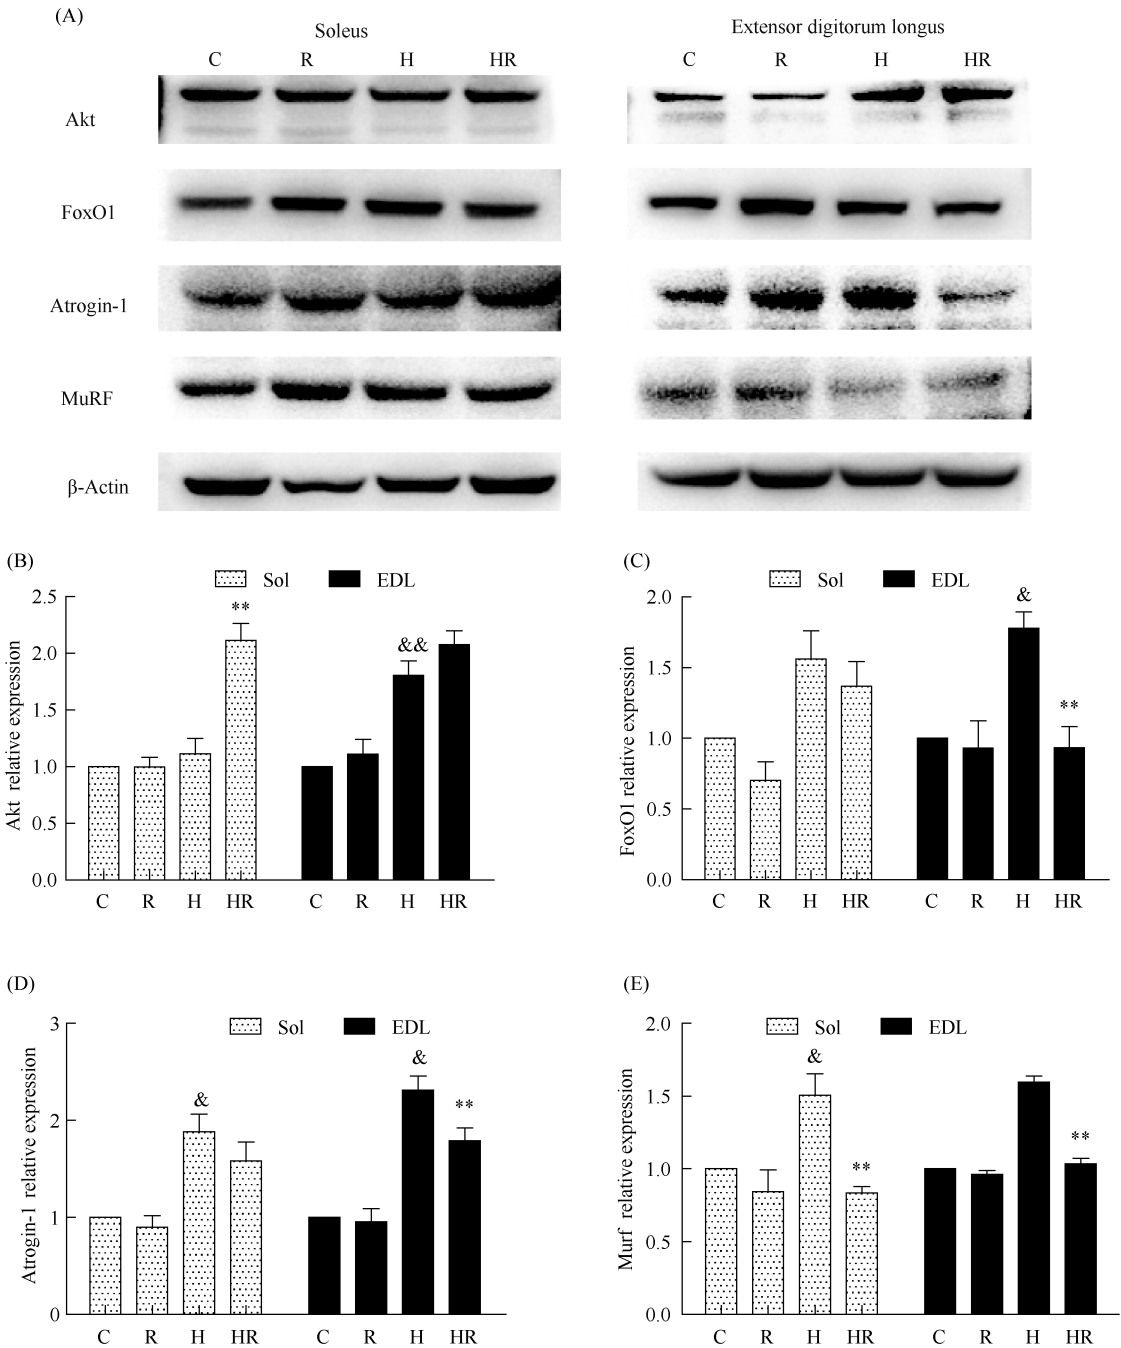 (A)
Soleus
Extensor digitorum longus
C R H HR C R H HR
Akt
FoxO1
Atrogin-1
MuRF
β-Actin
(B)
Sol EDL
Akt relative expression
2.5
2.0
1.5
1.0
0.5
0.0
**
&&
C R H HR C R H HR
(C)
Sol EDL
FoxO1 relative expression
2.0
1.5
1.0
0.5
0.0
&
**
C R H HR C R H HR
(D)
Sol EDL
Atrogin-1 relative expression
3
2
1
0
&
&
**
C R H HR C R H HR
(E)
Sol EDL
Murf relative expression
2.0
1.5
1.0
0.5
0.0
&
**
**
C R H HR C R H HR